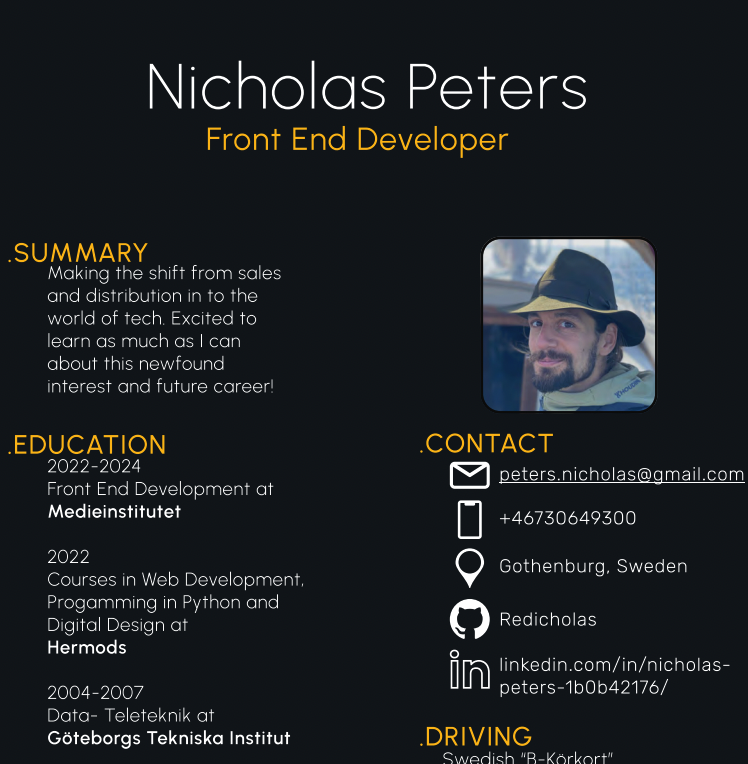 Nicholas Peters
Front End Developer
.SUMMARY
Making the shift from sales
and distribution in to the
world of tech. Excited to
learn as much as I can
about this newfound
interest and future career!
.EDUCATION
2022-2024
Front End Development at
Medieinstitutet
2022
Courses in Web Development,
Progamming in Python and
Digital Design at
Hermods
2004-2007
Data- Teleteknik at
Göteborgs Tekniska Institut
.CONTACT
peters.nicholas@gmail.com
+46730649300
Gothenburg, Sweden
Redicholas
in
linkedin.com/in/nicholas-
peters-1b0b42176/
.DRIVING
Swedish "B-Körkort"